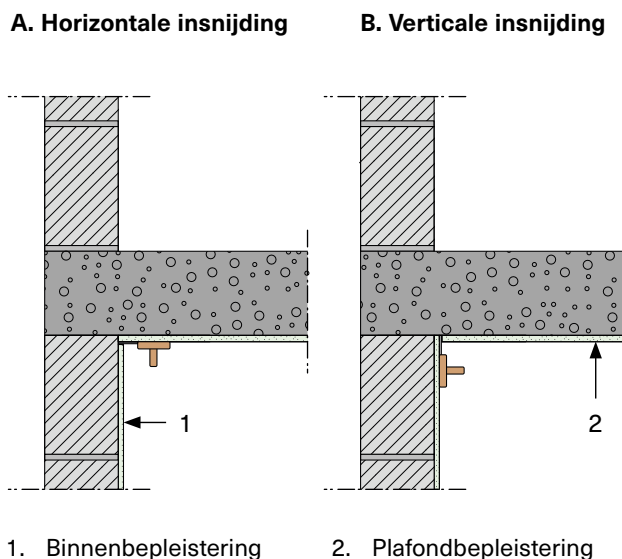 A. Horizontale insnijding
B. Verticale insnijding
1
2
1. Binnenbepleistering
2. Plafondbepleistering